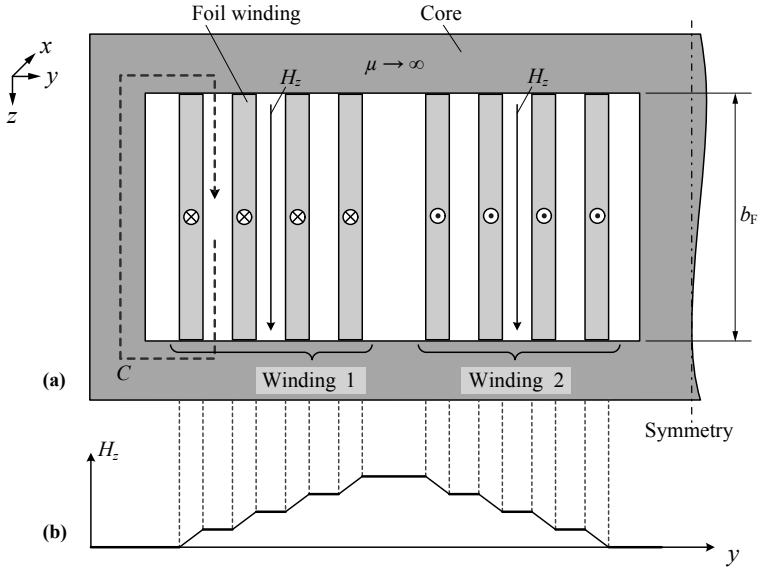 Foil winding
Core
x
y
z
μ → ∞
H_z
H_z
b_F
(a)
C
Winding 1
Winding 2
Symmetry
H_z
(b)
y